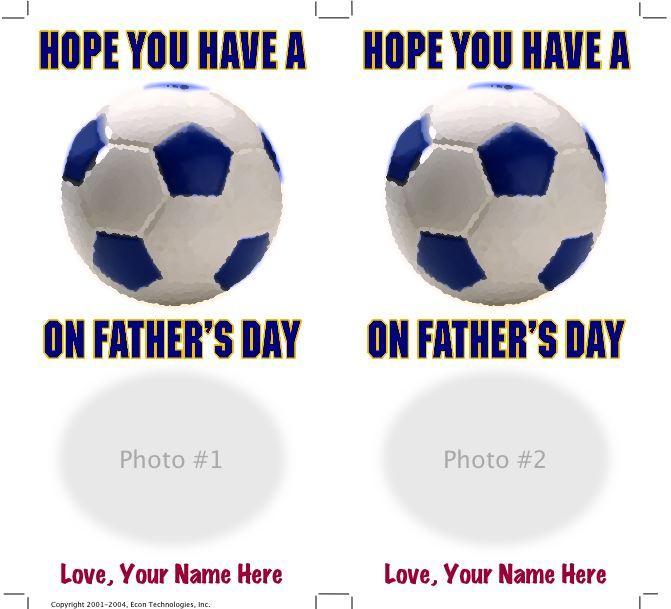 HOPE YOU HAVE A
ON FATHER'S DAY
Photo #1
Love, Your Name Here
HOPE YOU HAVE A
ON FATHER'S DAY
Photo #2
Love, Your Name Here
Copyright 2001-2004, Econ Technologies, Inc.